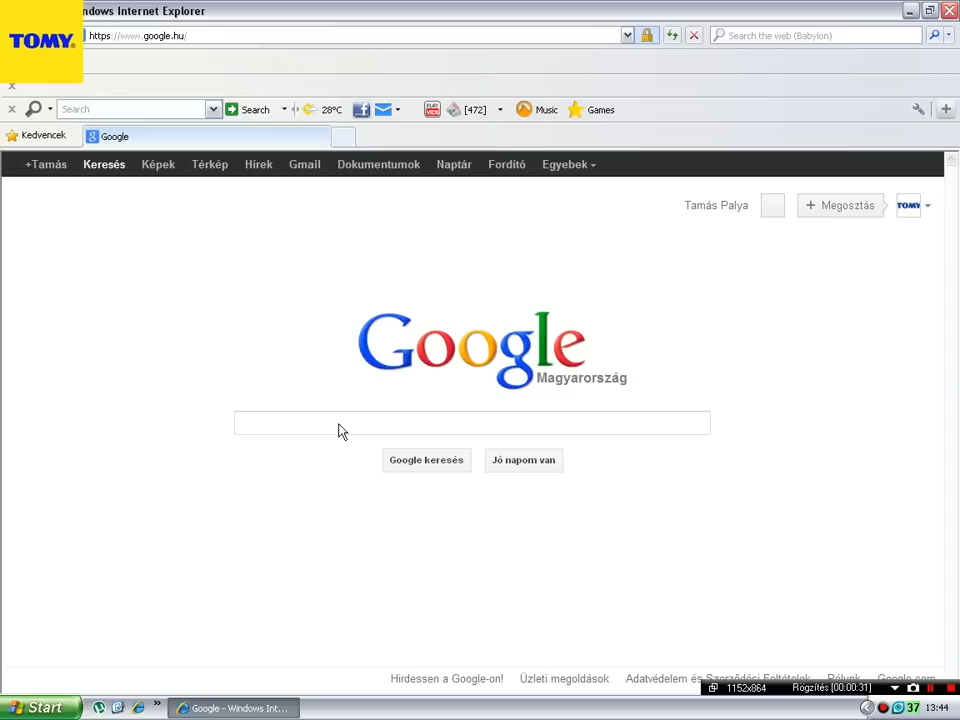 TOMY.
ndows Internet Explorer
https://www.google.hu/
Search the web (Babylon)
Search
Search
28°C
PLAY VIDS
[472]
Music
Games
Kedvencek
Google
+Tamás Keresés Képek Térkép Hírek Gmail Dokumentumok Naptár Fordító Egyebek
Tamás Palya
+ Megosztás
TOMY
Google
Magyarország
Google keresés
Jó napom van
Hirdessen a Google-on! Üzleti megoldások Adatvédelem és Szerződési Feltételek Rólunk Google.com
1152x864 Rögzítés [00:00:31]
Start
Google - Windows Int...
37
13:44